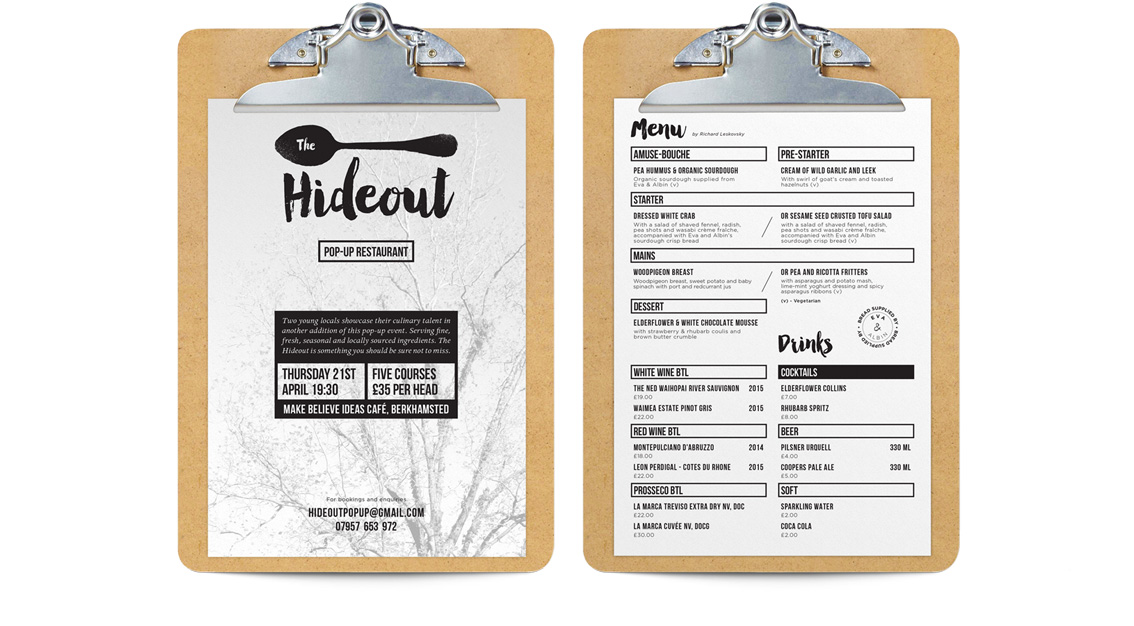 The
Hideout
POP-UP RESTAURANT
Two young locals showcase their culinary talent in
another addition of this pop-up event. Serving fine,
fresh, seasonal and locally sourced ingredients. The
Hideout is something you should be sure not to miss.
THURSDAY 21ST
APRIL 19:30
FIVE COURSES
£35 PER HEAD
MAKE BELIEVE IDEAS CAFÉ, BERKHAMSTED
For bookings and enquiries
HIDEOUTPOPUP@GMAIL.COM
07957 653 972
Menu by Richard Leskovsky
AMUSE-BOUCHE
PEA HUMMUS & ORGANIC SOURDOUGH
Organic sourdough supplied from
Eva & Albin (v)
PRE-STARTER
CREAM OF WILD GARLIC AND LEEK
With swirl of goat's cream and toasted
hazelnuts (v)
STARTER
DRESSED WHITE CRAB
With a salad of shaved fennel, radish,
pea shots and wasabi crème fraîche,
accompanied with Eva and Albin's
sourdough crisp bread
/
OR SESAME SEED CRUSTED TOFU SALAD
with a salad of shaved fennel, radish,
pea shots and wasabi crème fraîche,
accompanied with Eva and Albin
sourdough crisp bread (v)
MAINS
WOODPIGEON BREAST
Woodpigeon breast, sweet potato and baby
spinach with port and redcurrant jus
/
OR PEA AND RICOTTA FRITTERS
with asparagus and potato mash,
lime-mint yoghurt dressing and spicy
asparagus ribbons (v)
(v) - Vegetarian
DESSERT
ELDERFLOWER & WHITE CHOCOLATE MOUSSE
with strawberry & rhubarb coulis and
brown butter crumble
BREAD SUPPLIED BY • BREAD SUPPLIED BY •
EVA
&
ALBIN
Drinks
WHITE WINE BTL
THE NED WAIHOPAI RIVER SAUVIGNON 2015
£19.00
WAIMEA ESTATE PINOT GRIS 2015
£22.00
RED WINE BTL
MONTEPULCIANO D'ABRUZZO 2014
£18.00
LEON PERDIGAL - COTES DU RHONE 2015
£22.00
PROSSECO BTL
LA MARCA TREVISO EXTRA DRY NV, DOC
£22.00
LA MARCA CUVÉE NV, DOCG
£30.00
COCKTAILS
ELDERFLOWER COLLINS
£7.00
RHUBARB SPRITZ
£8.00
BEER
PILSNER URQUELL 330 ML
£4.00
COOPERS PALE ALE 330 ML
£5.00
SOFT
SPARKLING WATER
£2.00
COCA COLA
£2.00